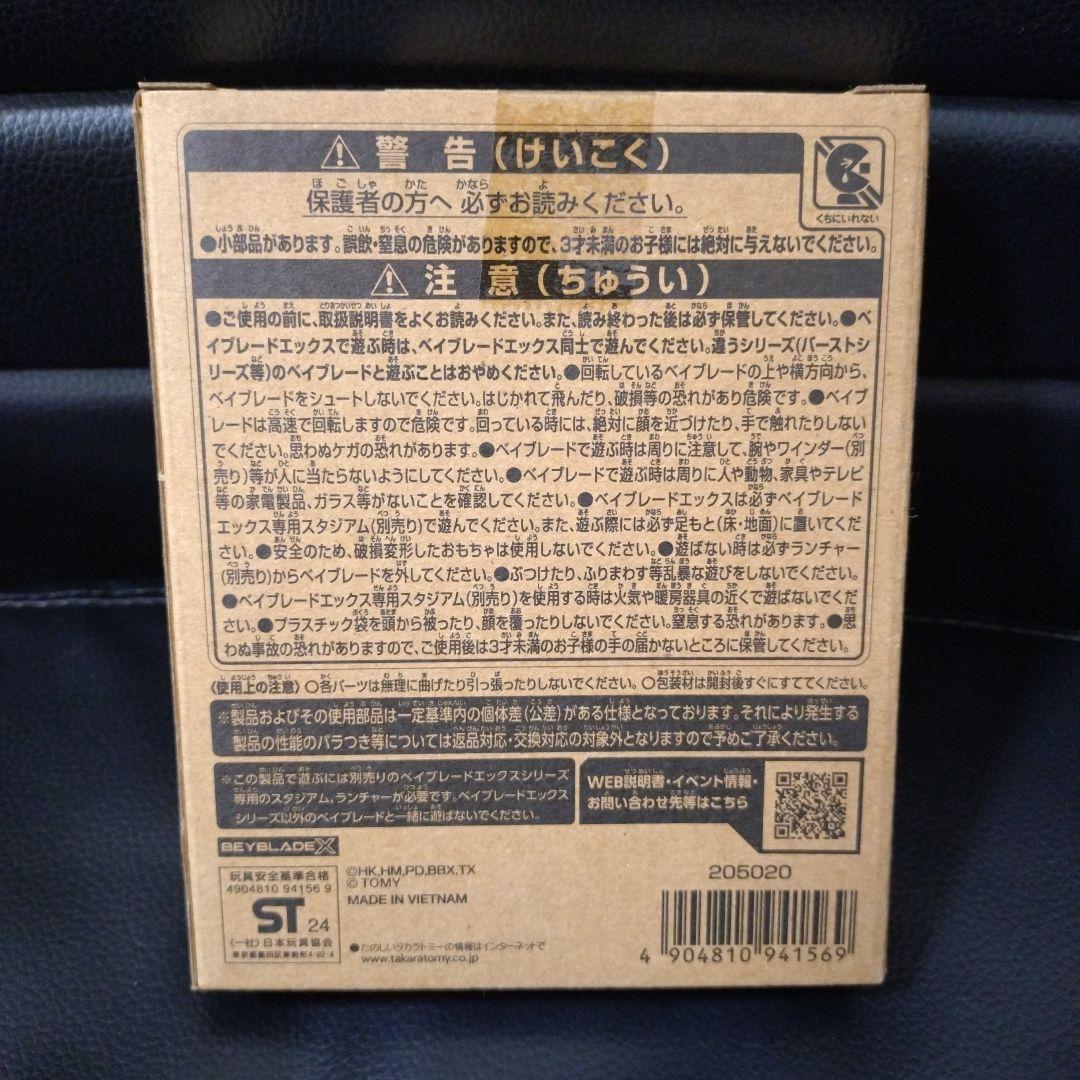 ⚠警告(けいこく)
くちにいれない
保護者の方へ 必ずお読みください。
●小部品があります。誤飲・窒息の危険がありますので、3才未満のお子様には絶対に与えないでください。
⚠注意(ちゅうい)
●ご使用の前に、取扱説明書をよくお読みください。また、読み終わった後は必ず保管してください。●ベ
イブレードエックスで遊ぶ時は、ベイブレードエックス同士で遊んでください。違うシリーズ(バーストシ
リーズ等)のベイブレードと遊ぶことはおやめください。●回転しているベイブレードの上や横方向から、
ベイブレードをシュートしないでください。はじかれて飛んだり、破損等の恐れがあり危険です。●ベイブ
レードは高速で回転しますので危険です。回っている時には、絶対に顔を近づけたり、手で触れたりしない
でください。思わぬケガの恐れがあります。●ベイブレードで遊ぶ時は周りに注意して、腕やワインダー(別
売り)等が人に当たらないようにしてください。●ベイブレードで遊ぶ時は周りに人や動物、家具やテレビ
等の家電製品、ガラス等がないことを確認してください。●ベイブレードエックスは必ずベイブレード
エックス専用スタジアム(別売り)で遊んでください。また、遊ぶ際には必ず足もと(床・地面)に置いてくだ
さい。●安全のため、破損変形したおもちゃは使用しないでください。●遊ばない時は必ずランチャー
(別売り)からベイブレードを外してください。●ぶつけたり、ふりまわす等乱暴な遊びをしないでください。
●ベイブレードエックス専用スタジアム(別売り)を使用する時は火気や暖房器具の近くで遊ばないでくだ
さい。●プラスチック袋を頭から被ったり、顔を覆ったりしないでください。窒息する恐れがあります。●思
わぬ事故の恐れがありますので、ご使用後は3才未満のお子様の手の届かないところに保管してください。
〈使用上の注意〉○各パーツは無理に曲げたり引っ張ったりしないでください。○包装材は開封後すぐにすててください。
※製品およびその使用部品は一定基準内の個体差(公差)がある仕様となっております。それにより発生する
製品の性能のバラつき等については返品対応・交換対応の対象外となりますので予めご了承ください。
※この製品で遊ぶには別売りのベイブレードエックスシリーズ
専用のスタジアム、ランチャーが必要です。ベイブレードエックス
シリーズ以外のベイブレードと一緒に遊ばないでください。
WEB説明書・イベント情報・
お問い合わせ先等はこちら
BEYBLADE X
玩具安全基準合格
4904810 94156 9
ST 24
(一社)日本玩具協会
東京都墨田区東駒形4-22-4
©HK,HM,PD,BBX,TX
© TOMY
MADE IN VIETNAM
●たのしいタカラトミーの情報はインターネットで
www.takaratomy.co.jp
205020
4 904810 941569